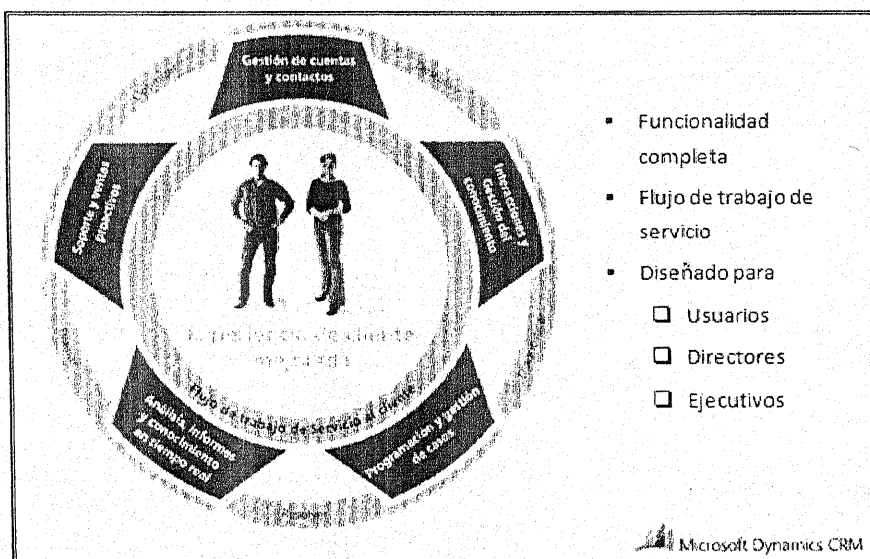 Gestión de cuentas
y contactos
Interacciones y
Gestión del
Conocimiento
Programación y gestión
de casos
Análisis, informes
y conocimiento
en tiempo real
Soporte y ventas
proactivos
Flujo de trabajo de Servicio al cliente
▪ Funcionalidad
completa
▪ Flujo de trabajo de
servicio
▪ Diseñado para
❑ Usuarios
❑ Directores
❑ Ejecutivos
Microsoft Dynamics CRM